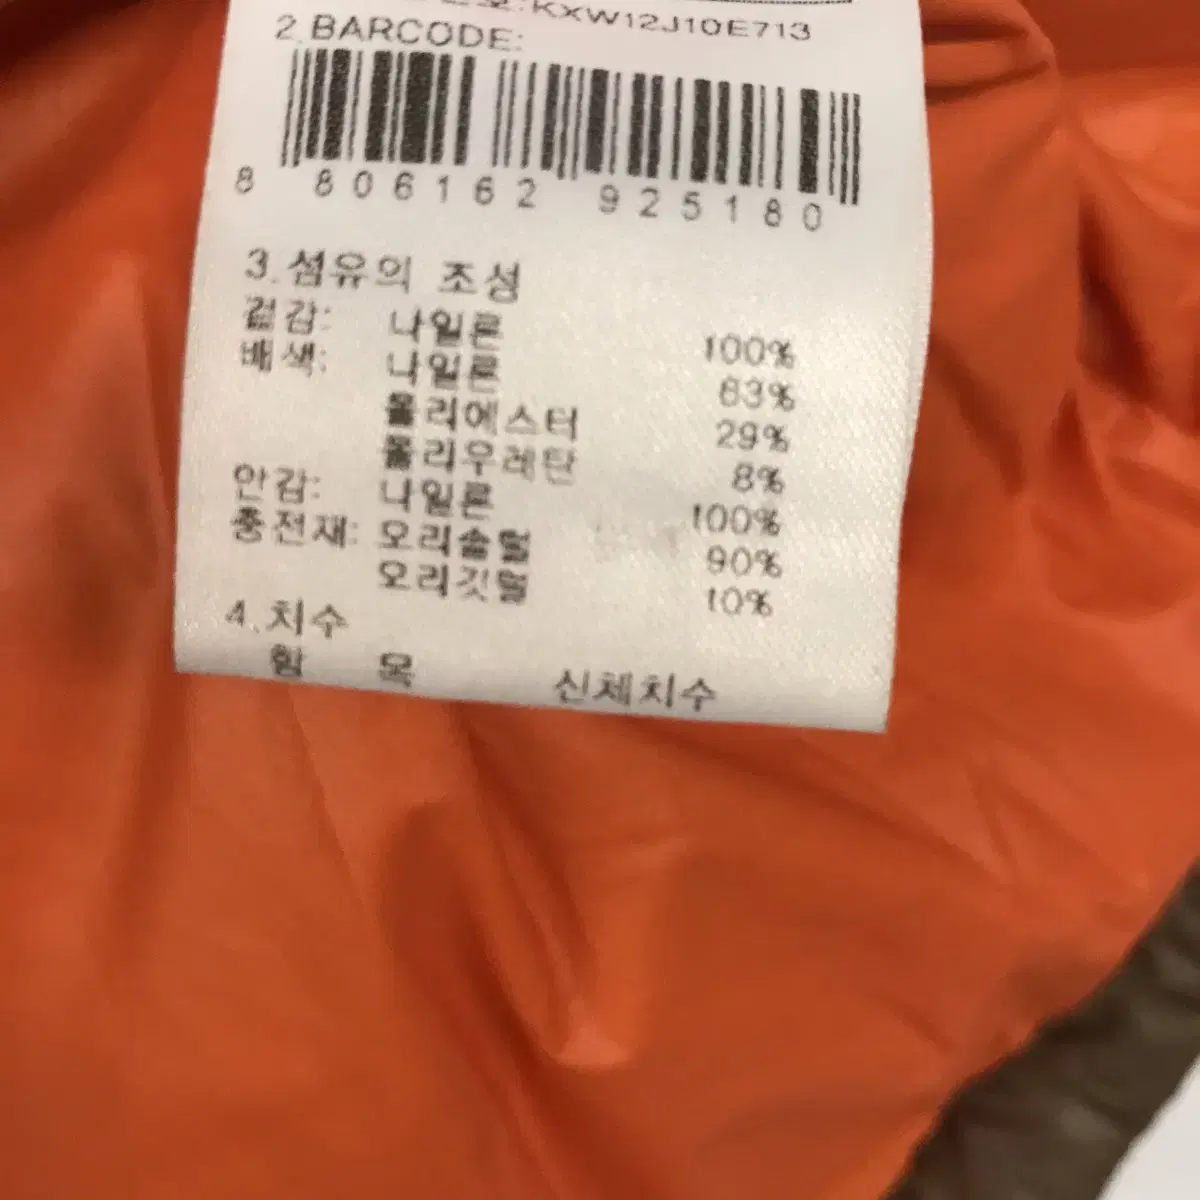 :KXW12J10E713
2.BARCODE:
8 806162 925180
3.섬유의 조성
겉감: 나일론 100%
배색: 나일론 63%
폴리에스터 29%
폴리우레탄 8%
안감: 나일론 100%
충전재: 오리솜털 90%
오리깃털 10%
4.치수
항 목 신체치수